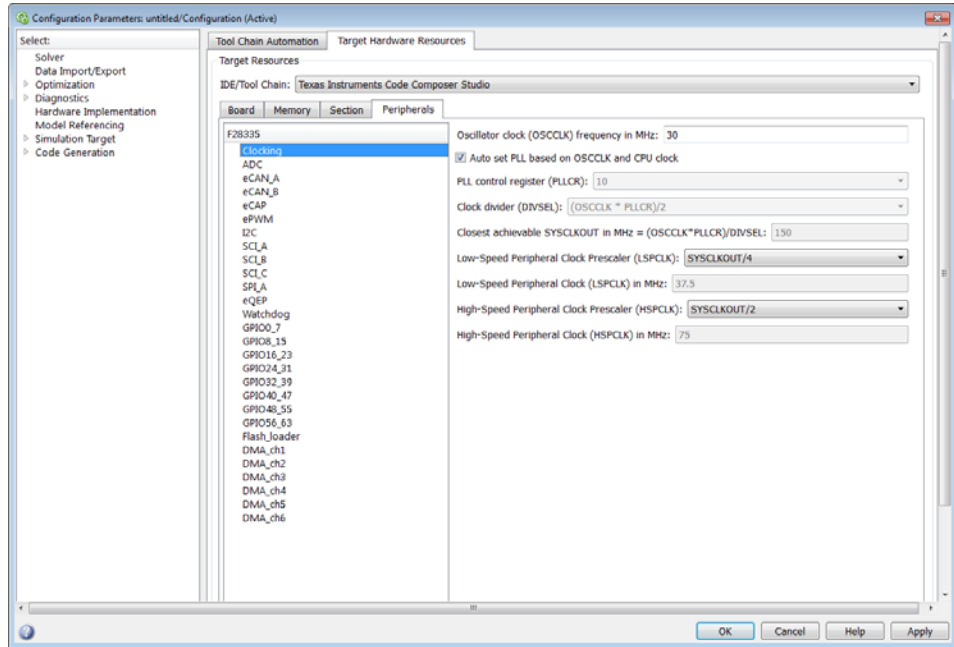 Configuration Parameters: untitled/Configuration (Active)
Select:
Solver
Data Import/Export
Optimization
Diagnostics
Hardware Implementation
Model Referencing
Simulation Target
Code Generation
Tool Chain Automation
Target Hardware Resources
Target Resources
IDE/Tool Chain: Texas Instruments Code Composer Studio
Board
Memory
Section
Peripherals
F28335
Clocking
ADC
eCAN_A
eCAN_B
eCAP
ePWM
I2C
SCI_A
SCI_B
SCI_C
SPI_A
eQEP
Watchdog
GPIO0_7
GPIO8_15
GPIO16_23
GPIO24_31
GPIO32_39
GPIO40_47
GPIO48_55
GPIO56_63
Flash_loader
DMA_ch1
DMA_ch2
DMA_ch3
DMA_ch4
DMA_ch5
DMA_ch6
Oscillator clock (OSCCLK) frequency in MHz: 30
Auto set PLL based on OSCCLK and CPU clock
PLL control register (PLLCR): 10
Clock divider (DIVSEL): (OSCCLK * PLLCR)/2
Closest achievable SYSCLKOUT in MHz = (OSCCLK*PLLCR)/DIVSEL: 150
Low-Speed Peripheral Clock Prescaler (LSPCLK): SYSCLKOUT/4
Low-Speed Peripheral Clock (LSPCLK) in MHz: 37.5
High-Speed Peripheral Clock Prescaler (HSPCLK): SYSCLKOUT/2
High-Speed Peripheral Clock (HSPCLK) in MHz: 75
OK
Cancel
Help
Apply